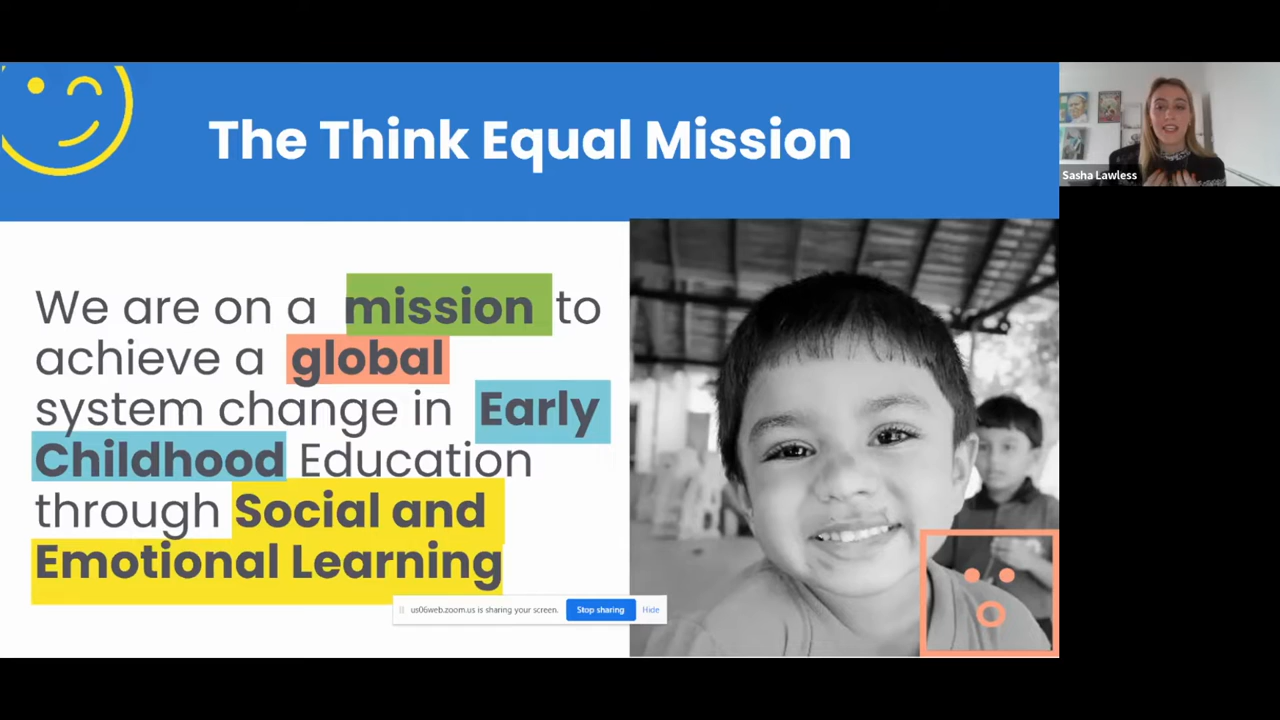 The Think Equal Mission
Sasha Lawless
We are on a mission to
achieve a global
system change in Early
Childhood Education
through Social and
Emotional Learning
us06web.zoom.us is sharing your screen. Stop sharing Hide